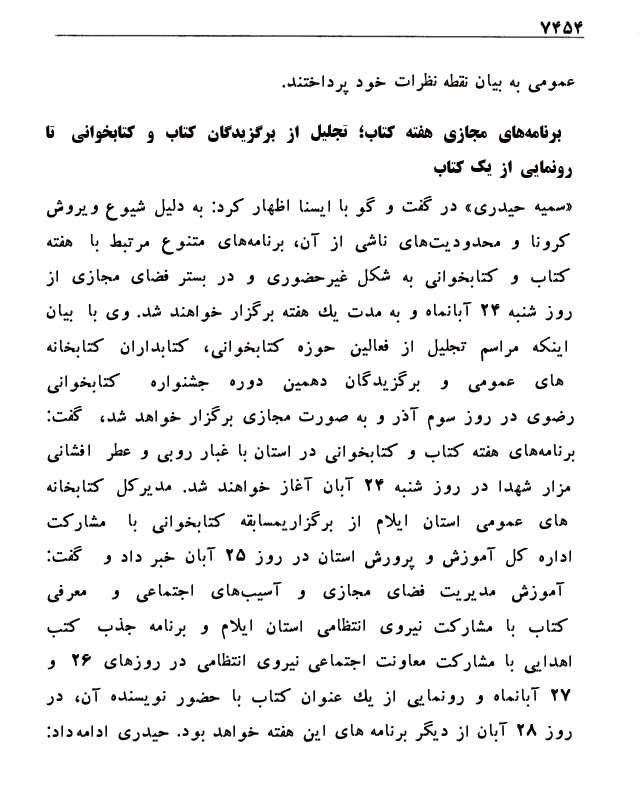 ۷۴۵۴
عمومی به بیان نقطه نظرات خود پرداختند.
برنامه‌های مجازی هفته کتاب؛ تجلیل از برگزیدگان کتاب و کتابخوانی تا
رونمایی از یک کتاب
«سمیه حیدری» در گفت و گو با ایسنا اظهار کرد: به دلیل شیوع ویروش
کرونا و محدودیت‌های ناشی از آن، برنامه‌های متنوع مرتبط با هفته
کتاب و کتابخوانی به شکل غیرحضوری و در بستر فضای مجازی از
روز شنبه ۲۴ آبانماه و به مدت یك هفته برگزار خواهند شد. وی با بیان
اینکه مراسم تجلیل از فعالین حوزه کتابخوانی، کتابداران کتابخانه
های عمومی و برگزیدگان دهمین دوره جشنواره کتابخوانی
رضوی در روز سوم آذر و به صورت مجازی برگزار خواهد شد، گفت:
برنامه‌های هفته کتاب و کتابخوانی در استان با غبار روبی و عطر افشانی
مزار شهدا در روز شنبه ۲۴ آبان آغاز خواهند شد. مدیرکل کتابخانه
های عمومی استان ایلام از برگزاریمسابقه کتابخوانی با مشارکت
اداره کل آموزش و پرورش استان در روز ۲۵ آبان خبر داد و گفت:
آموزش مدیریت فضای مجازی و آسیب‌های اجتماعی و معرفی
کتاب با مشارکت نیروی انتظامی استان ایلام و برنامه جذب کتب
اهدایی با مشارکت معاونت اجتماعی نیروی انتظامی در روزهای ۲۶ و
۲۷ آبانماه و رونمایی از یك عنوان کتاب با حضور نویسنده آن، در
روز ۲۸ آبان از دیگر برنامه های این هفته خواهد بود. حیدری ادامه‌داد: